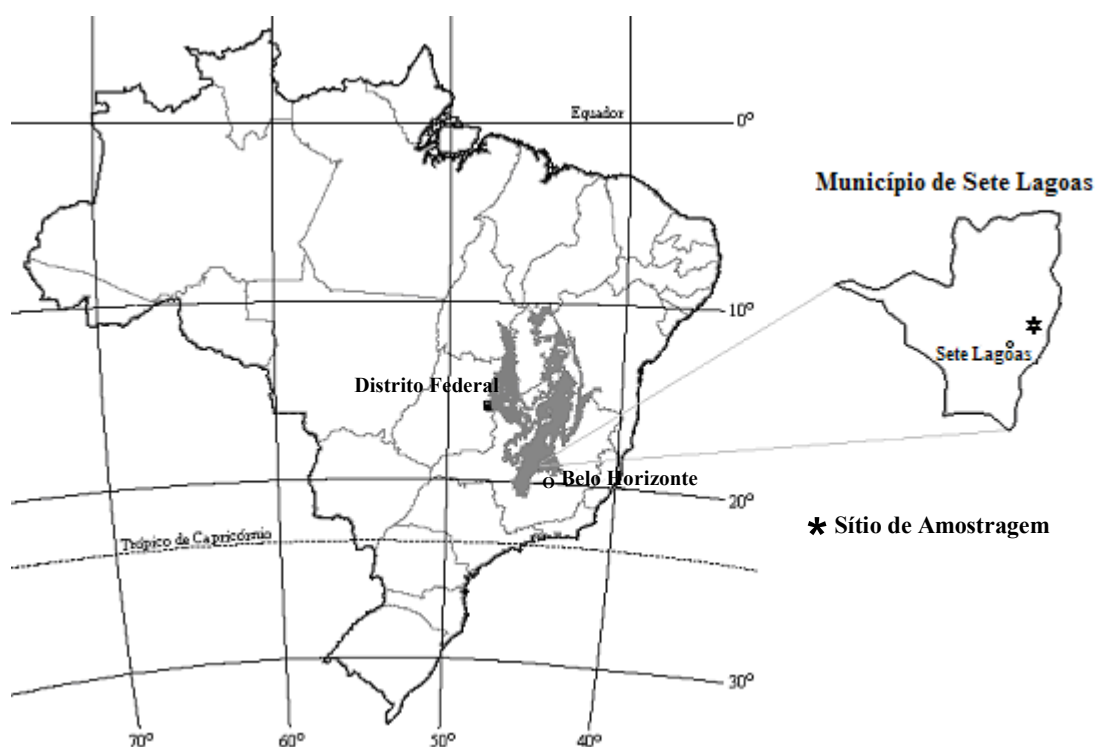 Equador
0º
Município de Sete Lagoas
10º
Sete Lagoas
Distrito Federal
Belo Horizonte
20º
Sítio de Amostragem
Trópico de Capricórnio
30º
70º
60º
50º
40º